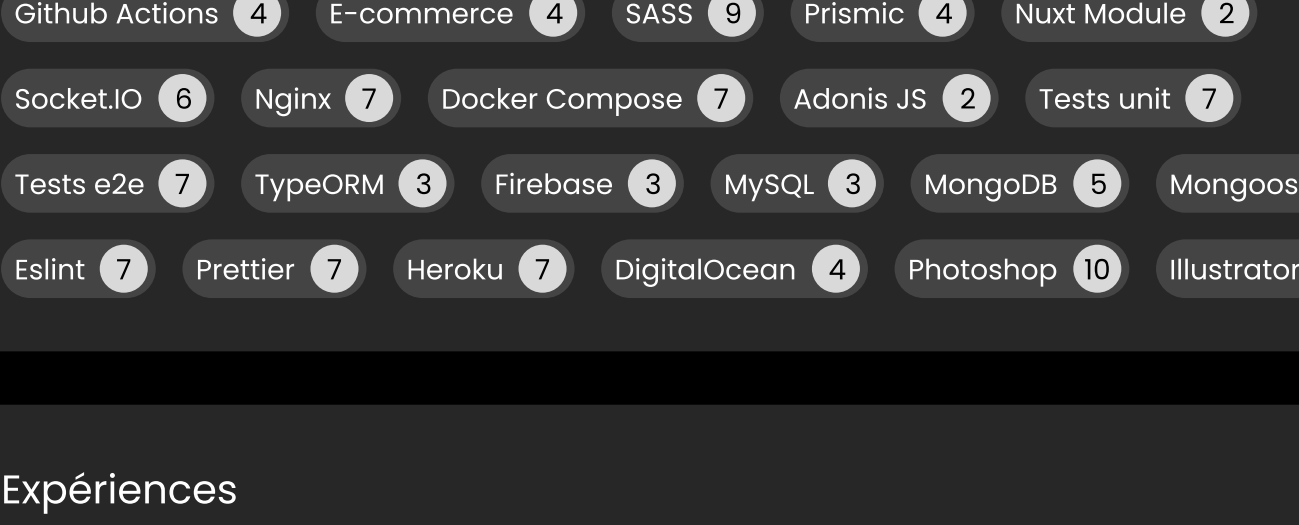 Github Actions 4 E-commerce 4 SASS 9 Prismic 4 Nuxt Module 2
Socket.IO 6 Nginx 7 Docker Compose 7 Adonis JS 2 Tests unit 7
Tests e2e 7 TypeORM 3 Firebase 3 MySQL 3 MongoDB 5 Mongoos
Eslint 7 Prettier 7 Heroku 7 DigitalOcean 4 Photoshop 10 Illustrator
Expériences